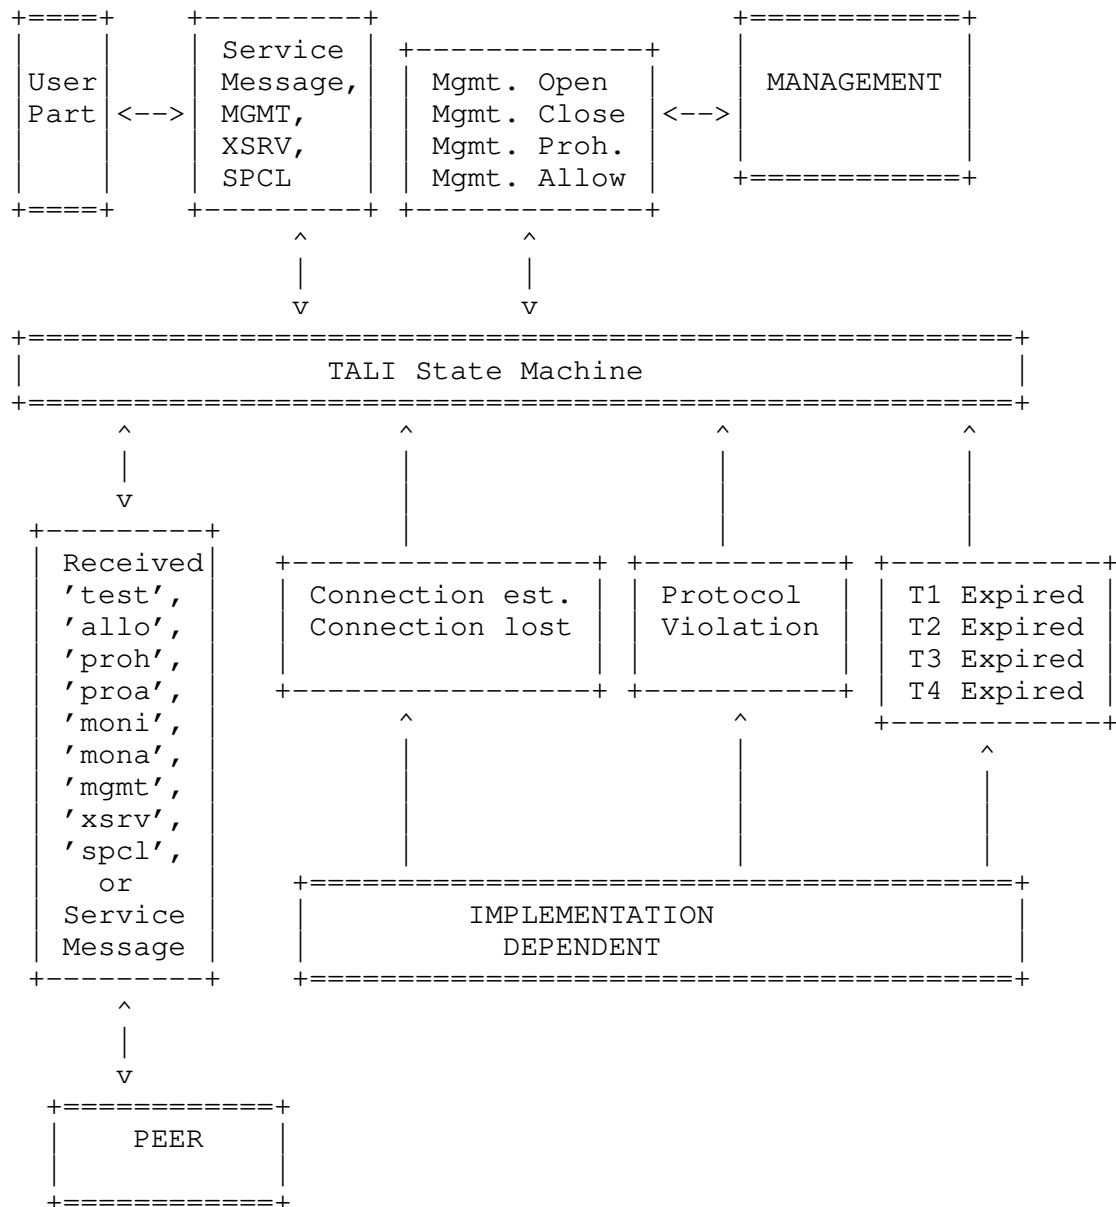 Service
User Message, Mgmt. Open MANAGEMENT
Part <--> MGMT, Mgmt. Close <-->
XSRV, Mgmt. Proh.
SPCL Mgmt. Allow
TALI State Machine
Received
'test', Connection est. Protocol T1 Expired
'allo', Connection lost Violation T2 Expired
'proh', T3 Expired
'proa', T4 Expired
'moni',
'mona',
'mgmt',
'xsrv',
'spcl',
or
Service IMPLEMENTATION
Message DEPENDENT
PEER